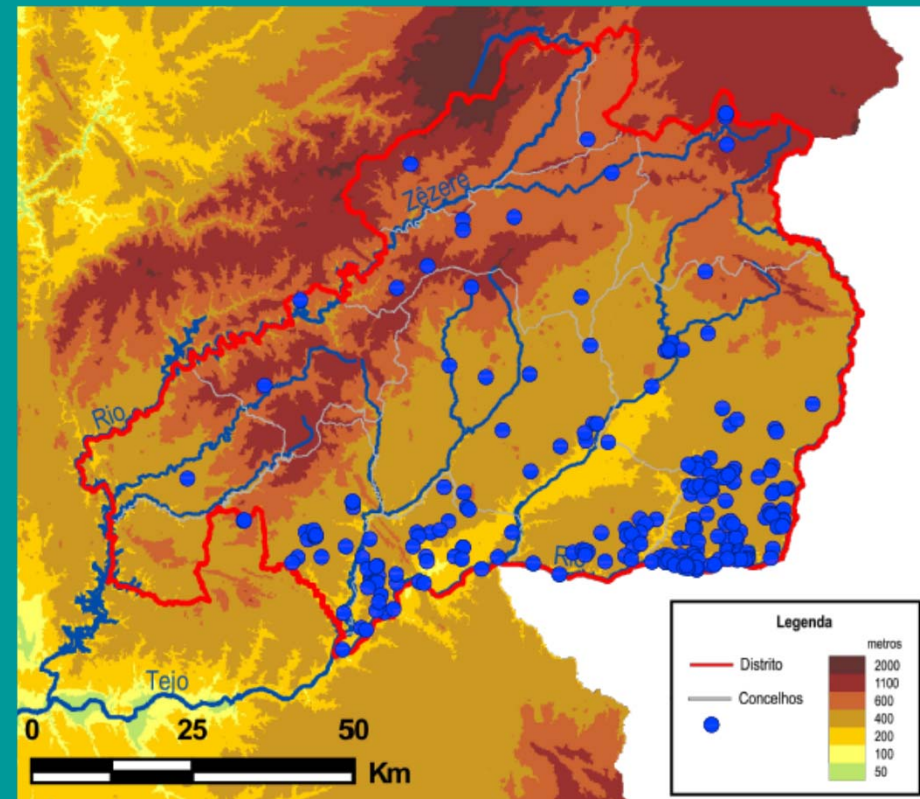 Zêzere
Rio
Rio
Tejo
0 25 50
Km
Legenda
metros
Distrito
Concelhos
2000
1100
600
400
200
100
50